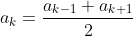 a_k = \frac{a_{k-1} + a_{k+1}}{2}